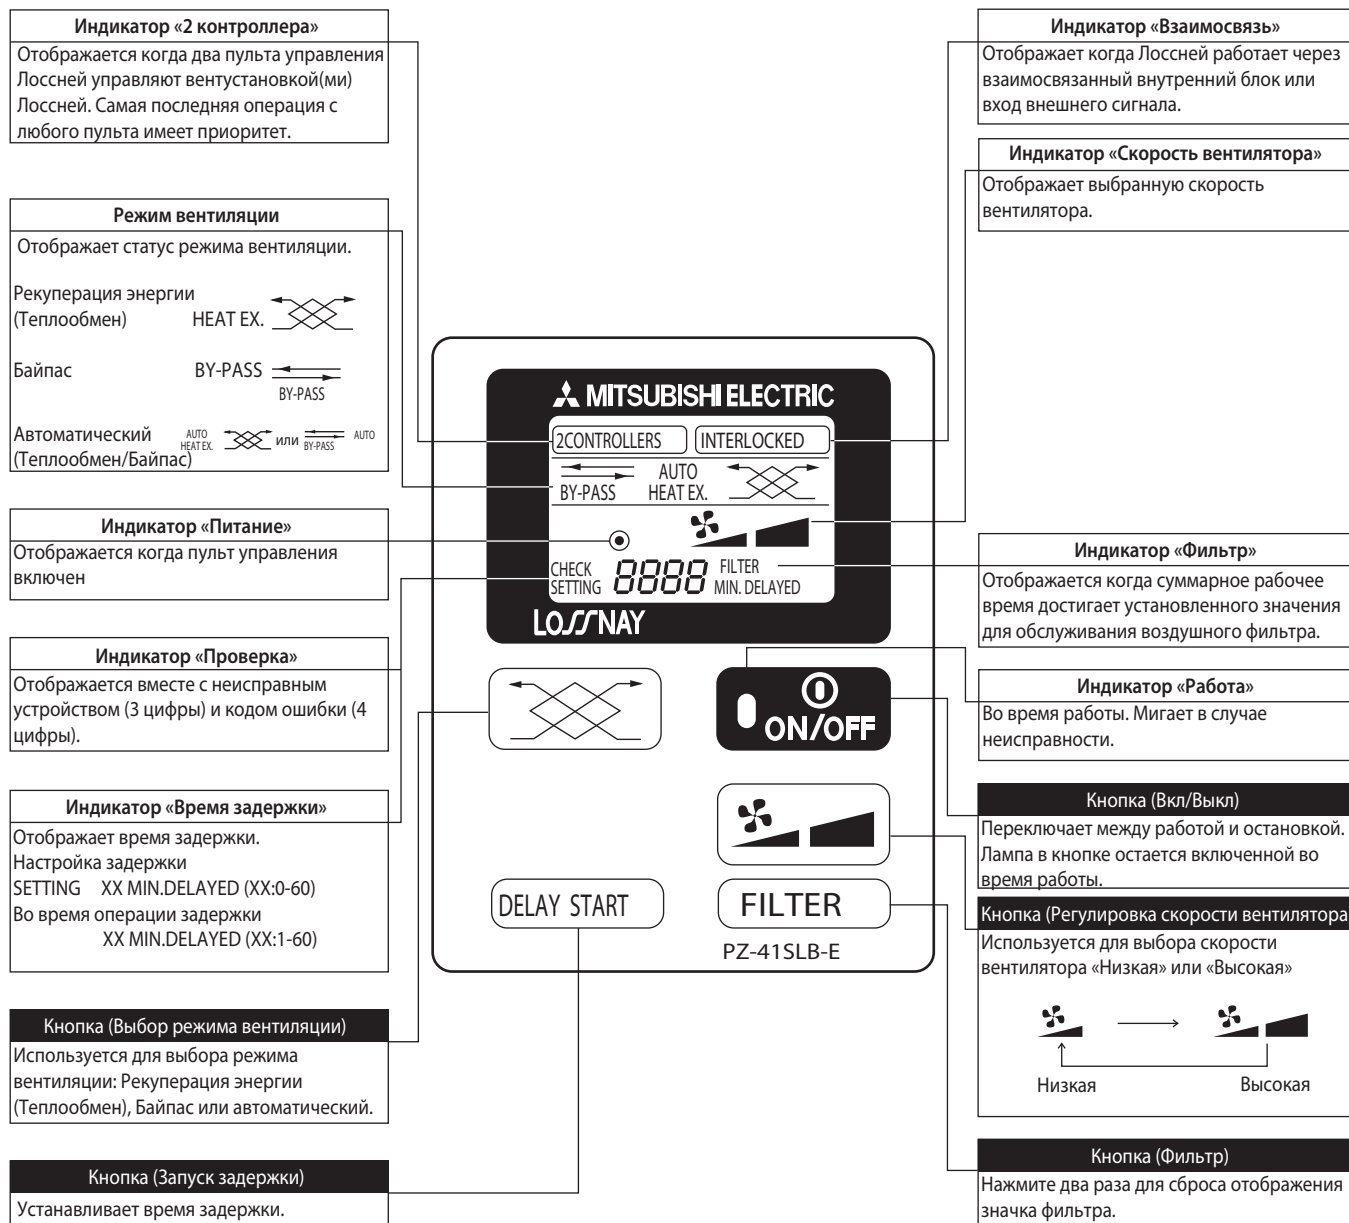 Индикатор «2 контроллера»
Отображается когда два пульта управления
Лоссней управляют вентустановкой(ми)
Лоссней. Самая последняя операция с
любого пульта имеет приоритет.
Режим вентиляции
Отображает статус режима вентиляции.
Рекуперация энергии
(Теплообмен) HEAT EX.
Байпас BY-PASS
BY-PASS
Автоматический AUTO HEAT EX. или BY-PASS AUTO
(Теплообмен/Байпас)
Индикатор «Питание»
Отображается когда пульт управления
включен
Индикатор «Проверка»
Отображается вместе с неисправным
устройством (3 цифры) и кодом ошибки (4
цифры).
Индикатор «Время задержки»
Отображает время задержки.
Настройка задержки
SETTING XX MIN.DELAYED (XX:0-60)
Во время операции задержки
XX MIN.DELAYED (XX:1-60)
Кнопка (Выбор режима вентиляции)
Используется для выбора режима
вентиляции: Рекуперация энергии
(Теплообмен), Байпас или автоматический.
Кнопка (Запуск задержки)
Устанавливает время задержки.
MITSUBISHI ELECTRIC
2CONTROLLERS INTERLOCKED
AUTO
BY-PASS HEAT EX.
CHECK FILTER
SETTING 8888 MIN. DELAYED
LOSSNAY
ON/OFF
DELAY START FILTER
PZ-41SLB-E
Индикатор «Взаимосвязь»
Отображает когда Лоссней работает через
взаимосвязанный внутренний блок или
вход внешнего сигнала.
Индикатор «Скорость вентилятора»
Отображает выбранную скорость
вентилятора.
Индикатор «Фильтр»
Отображается когда суммарное рабочее
время достигает установленного значения
для обслуживания воздушного фильтра.
Индикатор «Работа»
Во время работы. Мигает в случае
неисправности.
Кнопка (Вкл/Выкл)
Переключает между работой и остановкой.
Лампа в кнопке остается включенной во
время работы.
Кнопка (Регулировка скорости вентилятора
Используется для выбора скорости
вентилятора «Низкая» или «Высокая»
Низкая Высокая
Кнопка (Фильтр)
Нажмите два раза для сброса отображения
значка фильтра.